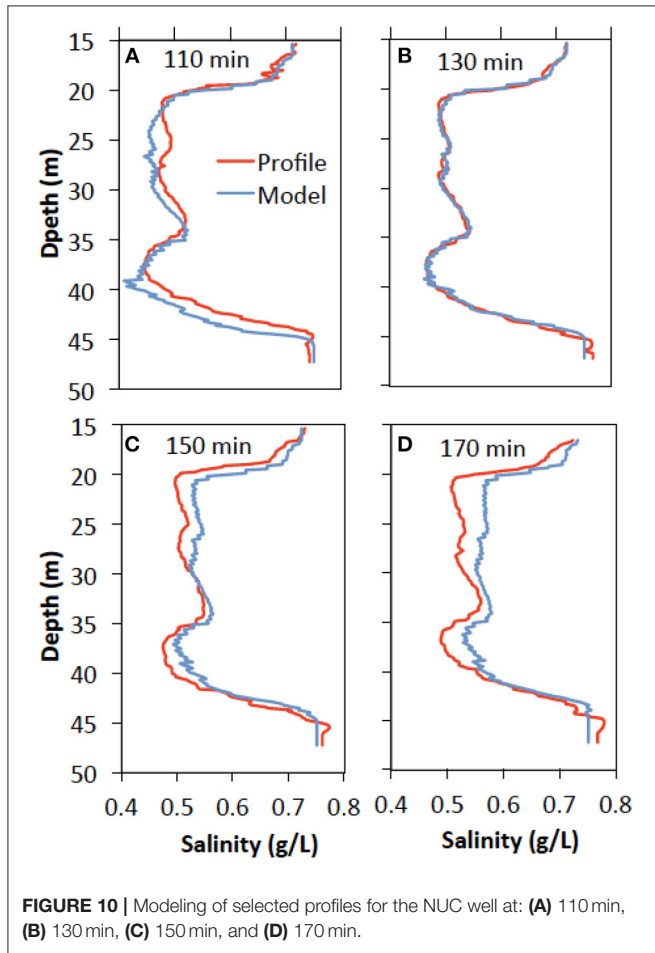 15
A
110 min
20
25
Profile
Model
30
35
40
45
50
Dpeth (m)
B
130 min
15
C
150 min
20
25
30
35
40
45
50
Depth (m)
0.4 0.5 0.6 0.7 0.8
Salinity (g/L)
D
170 min
0.4 0.5 0.6 0.7 0.8
Salinity (g/L)
FIGURE 10 | Modeling of selected profiles for the NUC well at: (A) 110 min,
(B) 130 min, (C) 150 min, and (D) 170 min.